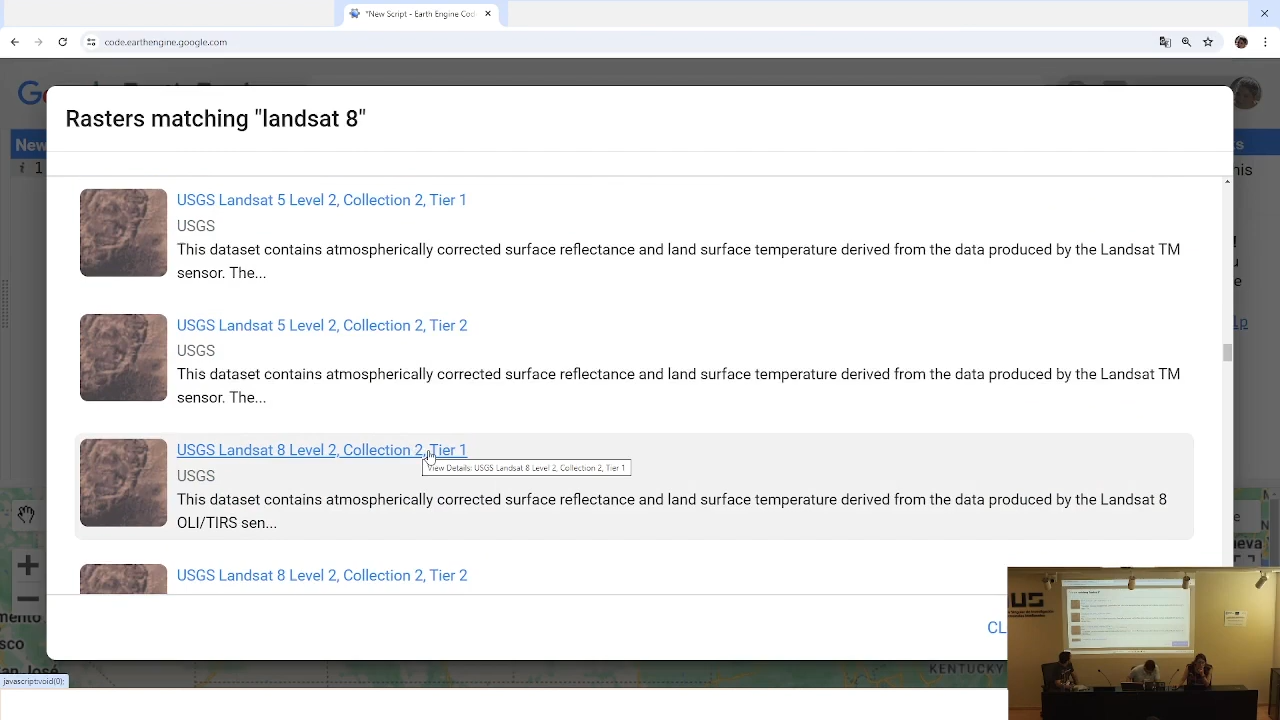 *New Script - Earth Engine Cod
code.earthengine.google.com
Rasters matching "landsat 8"
New
i 1
USGS Landsat 5 Level 2, Collection 2, Tier 1
USGS
This dataset contains atmospherically corrected surface reflectance and land surface temperature derived from the data produced by the Landsat TM
sensor. The...
USGS Landsat 5 Level 2, Collection 2, Tier 2
USGS
This dataset contains atmospherically corrected surface reflectance and land surface temperature derived from the data produced by the Landsat TM
sensor. The...
USGS Landsat 8 Level 2, Collection 2, Tier 1
View Details: USGS Landsat 8 Level 2, Collection 2, Tier 1
USGS
This dataset contains atmospherically corrected surface reflectance and land surface temperature derived from the data produced by the Landsat 8
OLI/TIRS sen...
USGS Landsat 8 Level 2, Collection 2, Tier 2
CL
KENTUCKY
javascript:void(0);